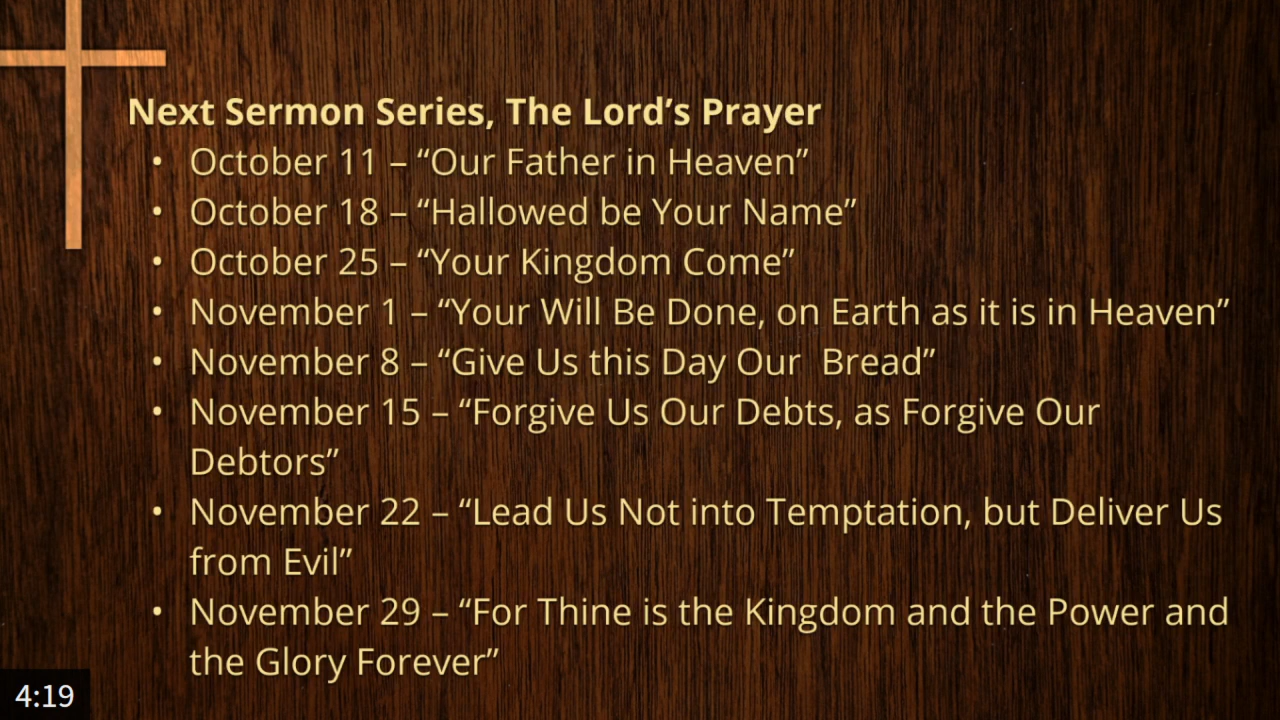 Next Sermon Series, The Lord’s Prayer
• October 11 – “Our Father in Heaven”
• October 18 – “Hallowed be Your Name”
• October 25 – “Your Kingdom Come”
• November 1 – “Your Will Be Done, on Earth as it is in Heaven”
• November 8 – “Give Us this Day Our  Bread”
• November 15 – “Forgive Us Our Debts, as Forgive Our
Debtors”
• November 22 – “Lead Us Not into Temptation, but Deliver Us
from Evil”
• November 29 – “For Thine is the Kingdom and the Power and
the Glory Forever”
4:19